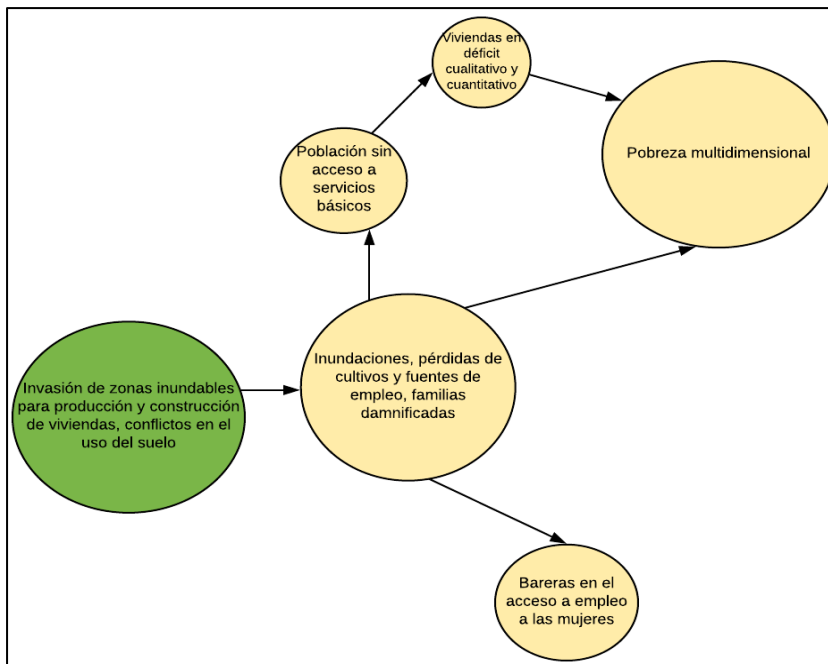 Viviendas en
déficit
cualitativo y
cuantitativo
Pobreza multidimensional
Población sin
acceso a
servicios
básicos
Inundaciones, pérdidas de
cultivos y fuentes de
empleo, familias
damnificadas
Invasión de zonas inundables
para producción y construcción
de viviendas, conflictos en el
uso del suelo
Bareras en el
acceso a empleo
a las mujeres